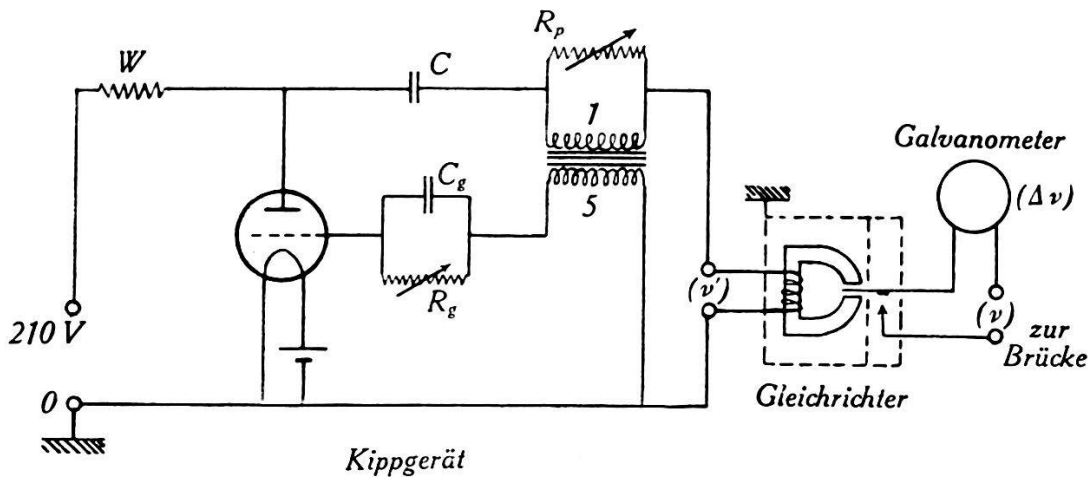 R_p
W
C
1
Galvanometer
C_g
5
(Δν)
R_g
(ν')
(ν)
210 V
zur
Brücke
Gleichrichter
0
Kippgerät